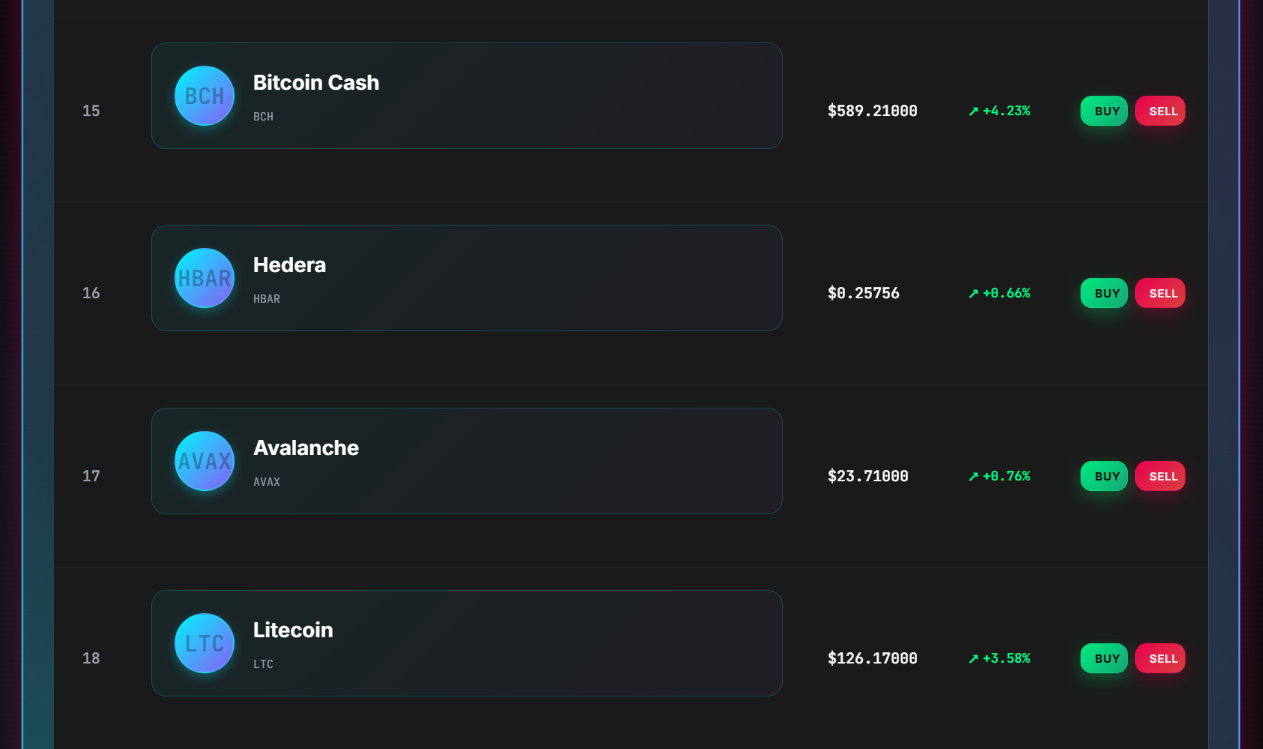 15
BCH
Bitcoin Cash
BCH
$589.21000
↗ +4.23%
BUY
SELL
16
HBAR
Hedera
HBAR
$0.25756
↗ +0.66%
BUY
SELL
17
AVAX
Avalanche
AVAX
$23.71000
↗ +0.76%
BUY
SELL
18
LTC
Litecoin
LTC
$126.17000
↗ +3.58%
BUY
SELL